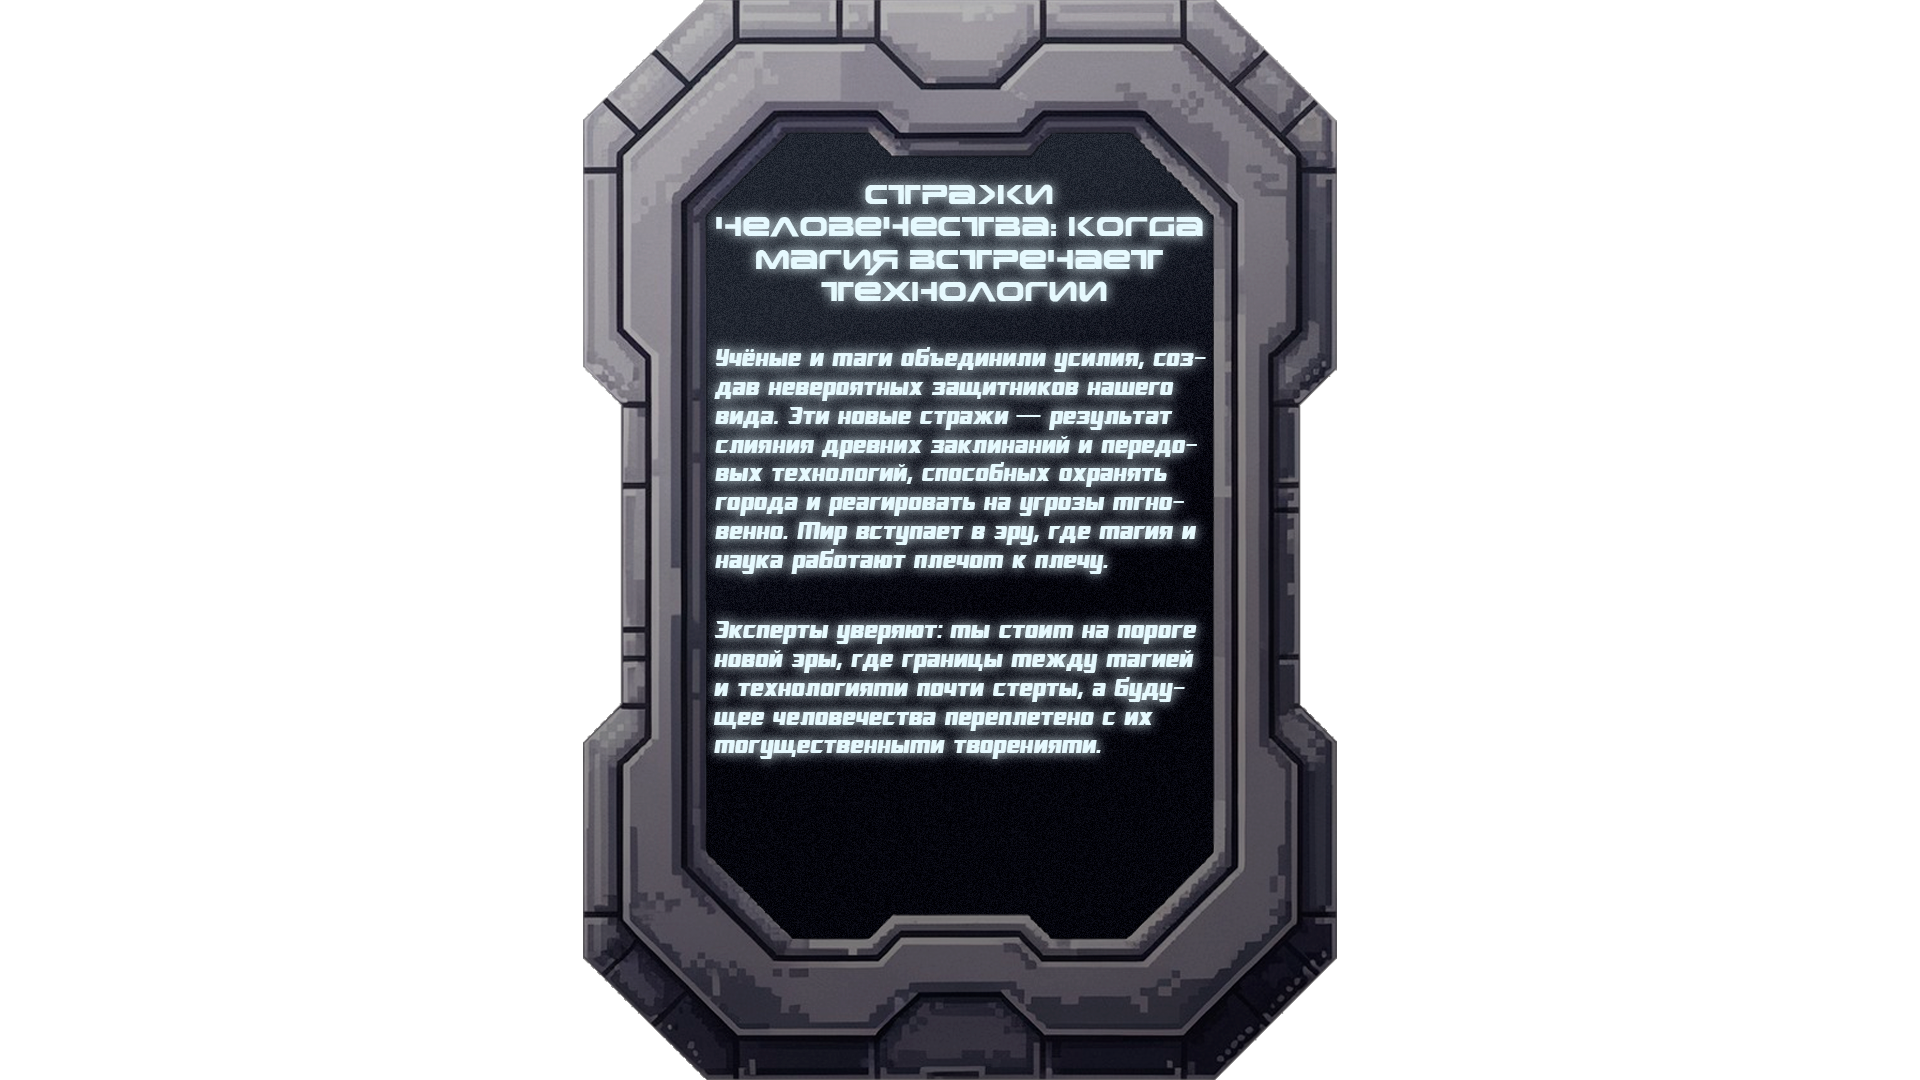 СТРАЖИ
ЧЕЛОВЕЧЕСТВА: КОГДА
МАГИЯ ВСТРЕЧАЕТ
ТЕХНОЛОГИИ
Учёные и маги объединили усилия, соз-
дав невероятных защитников нашего
вида. Эти новые стражи — результат
слияния древних заклинаний и передо-
вых технологий, способных охранять
города и реагировать на угрозы мгно-
венно. Мир вступает в эру, где магия и
наука работают плечом к плечу.
Эксперты уверяют: мы стоим на пороге
новой эры, где границы между магией
и технологиями почти стерты, а буду-
щее человечества переплетено с их
могущественными творениями.